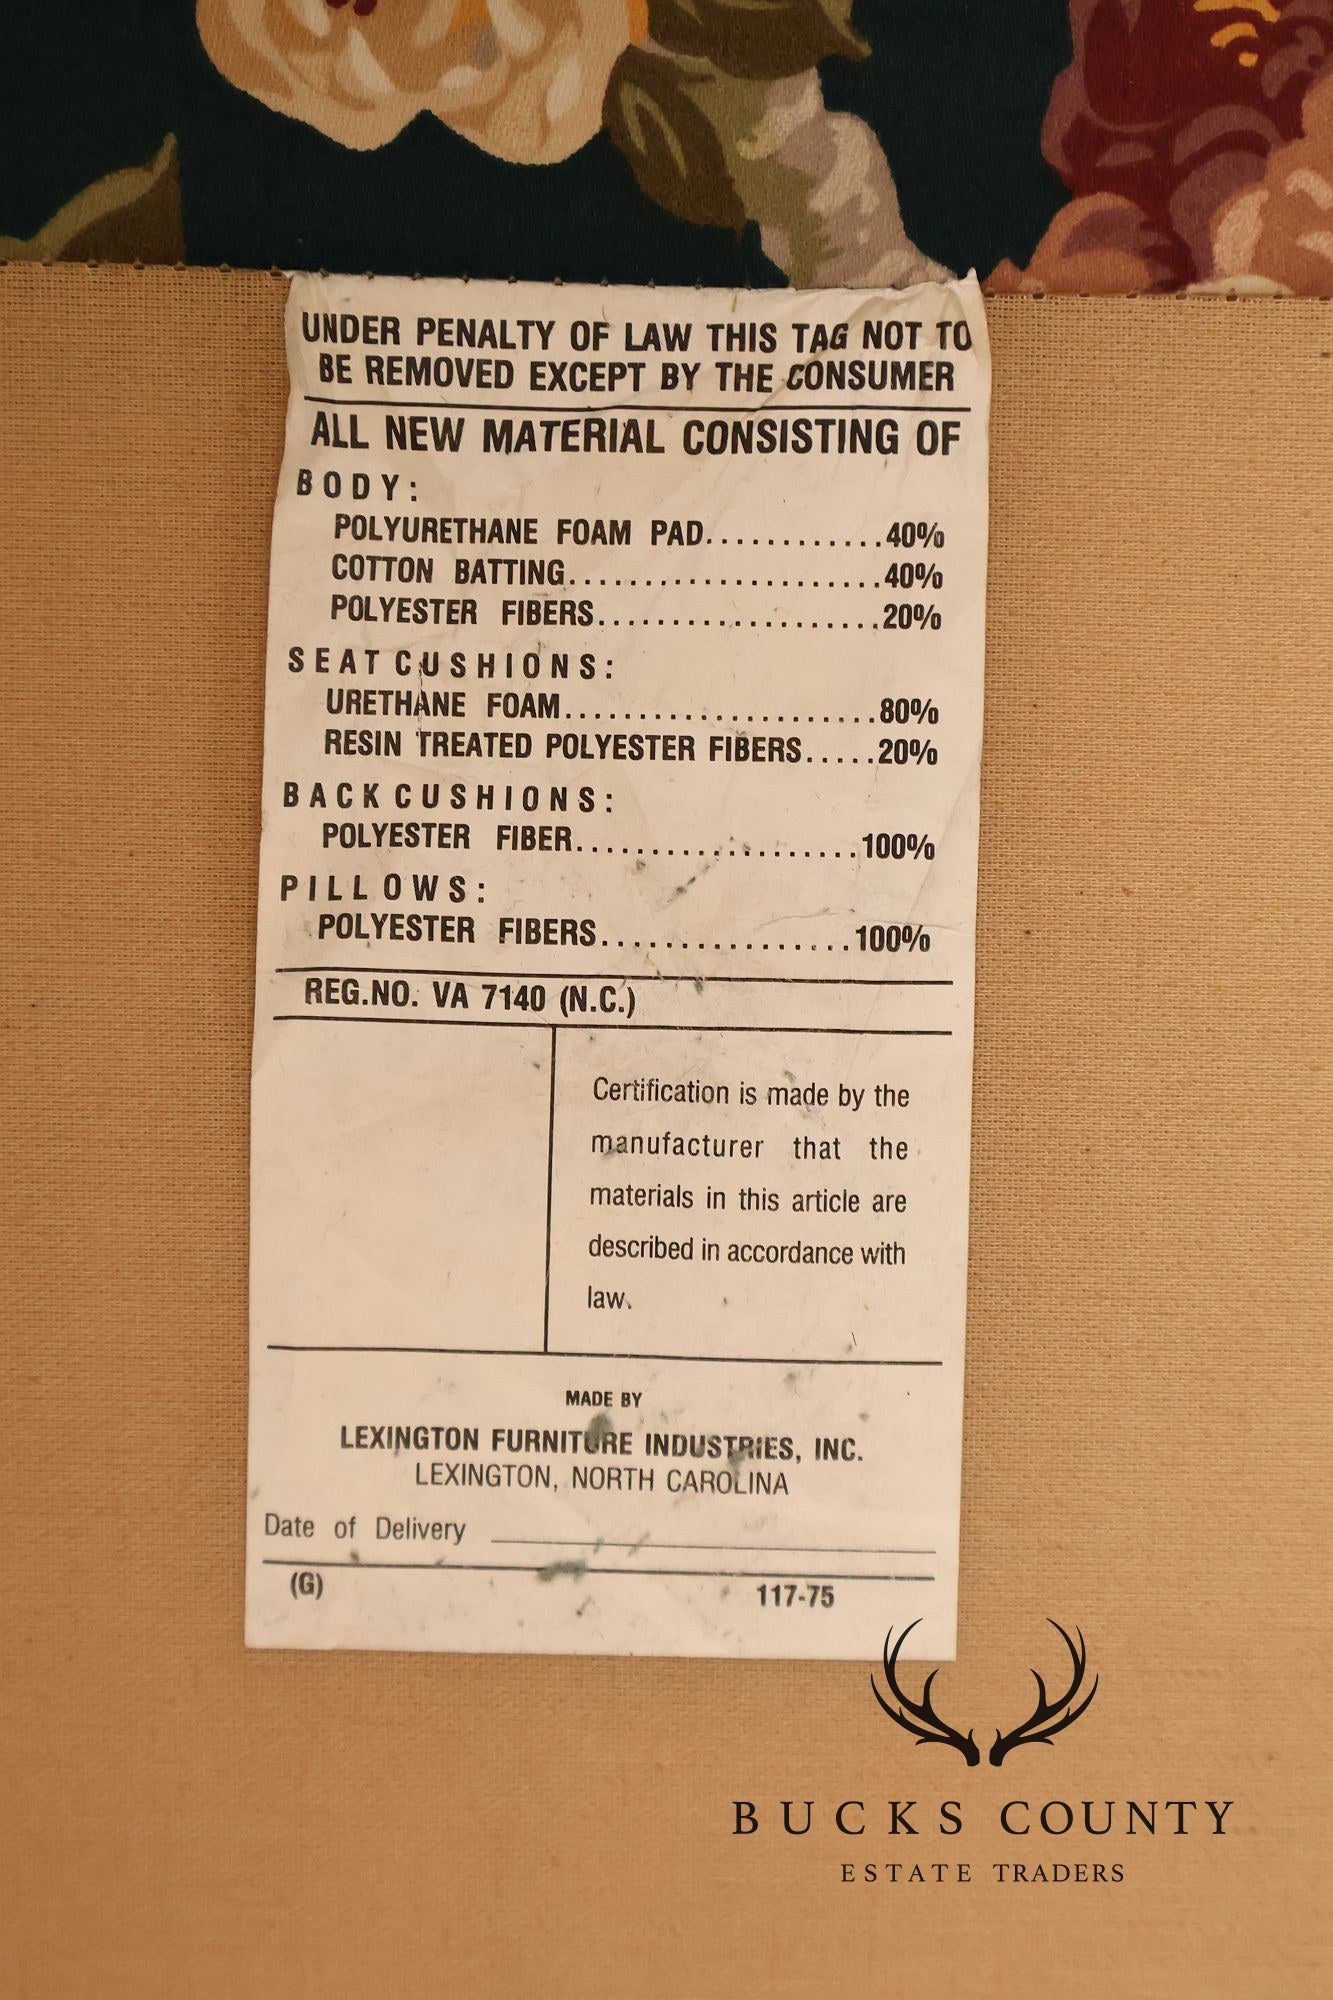 UNDER PENALTY OF LAW THIS TAG NOT TO
BE REMOVED EXCEPT BY THE CONSUMER
ALL NEW MATERIAL CONSISTING OF
BODY:
POLYURETHANE FOAM PAD............40%
COTTON BATTING.....................40%
POLYESTER FIBERS...................20%
SEAT CUSHIONS:
URETHANE FOAM.....................80%
RESIN TREATED POLYESTER FIBERS.....20%
BACK CUSHIONS:
POLYESTER FIBER...................100%
PILLOWS:
POLYESTER FIBERS.................100%
REG.NO. VA 7140 (N.C.)
Certification is made by the
manufacturer that the
materials in this article are
described in accordance with
law.
MADE BY
LEXINGTON FURNITURE INDUSTRIES, INC.
LEXINGTON, NORTH CAROLINA
Date of Delivery
(G) 117-75
BUCKS COUNTY
ESTATE TRADERS